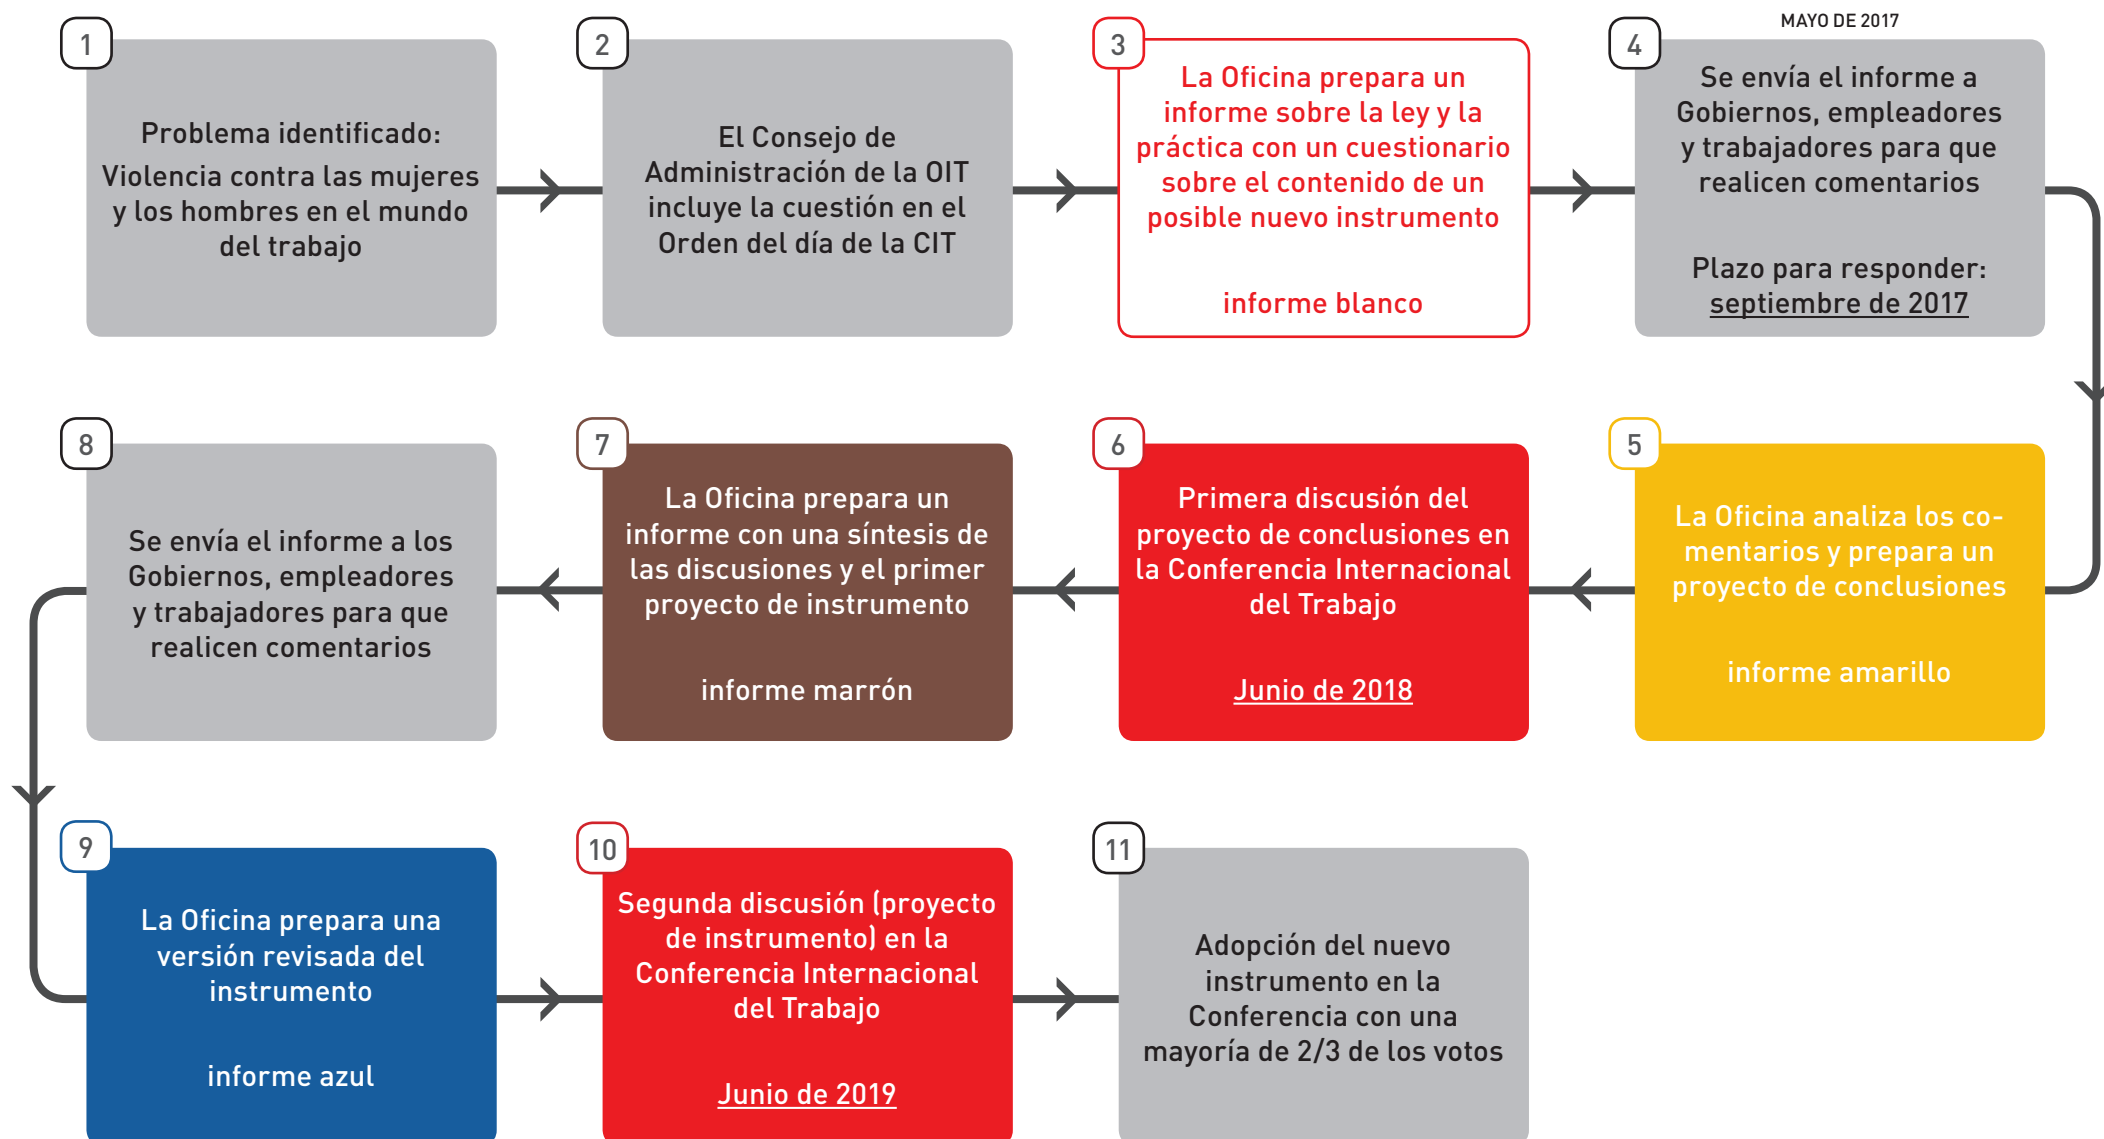 1
Problema identificado:
Violencia contra las mujeres
y los hombres en el mundo
del trabajo
2
El Consejo de
Administración de la OIT
incluye la cuestión en el
Orden del día de la CIT
3
La Oficina prepara un
informe sobre la ley y la
práctica con un cuestionario
sobre el contenido de un
posible nuevo instrumento
informe blanco
MAYO DE 2017
4
Se envía el informe a
Gobiernos, empleadores
y trabajadores para que
realicen comentarios
Plazo para responder:
septiembre de 2017
5
La Oficina analiza los co-
mentarios y prepara un
proyecto de conclusiones
informe amarillo
6
Primera discusión del
proyecto de conclusiones en
la Conferencia Internacional
del Trabajo
Junio de 2018
7
La Oficina prepara un
informe con una síntesis de
las discusiones y el primer
proyecto de instrumento
informe marrón
8
Se envía el informe a los
Gobiernos, empleadores
y trabajadores para que
realicen comentarios
9
La Oficina prepara una
versión revisada del
instrumento
informe azul
10
Segunda discusión (proyecto
de instrumento) en la
Conferencia Internacional
del Trabajo
Junio de 2019
11
Adopción del nuevo
instrumento en la
Conferencia con una
mayoría de 2/3 de los votos